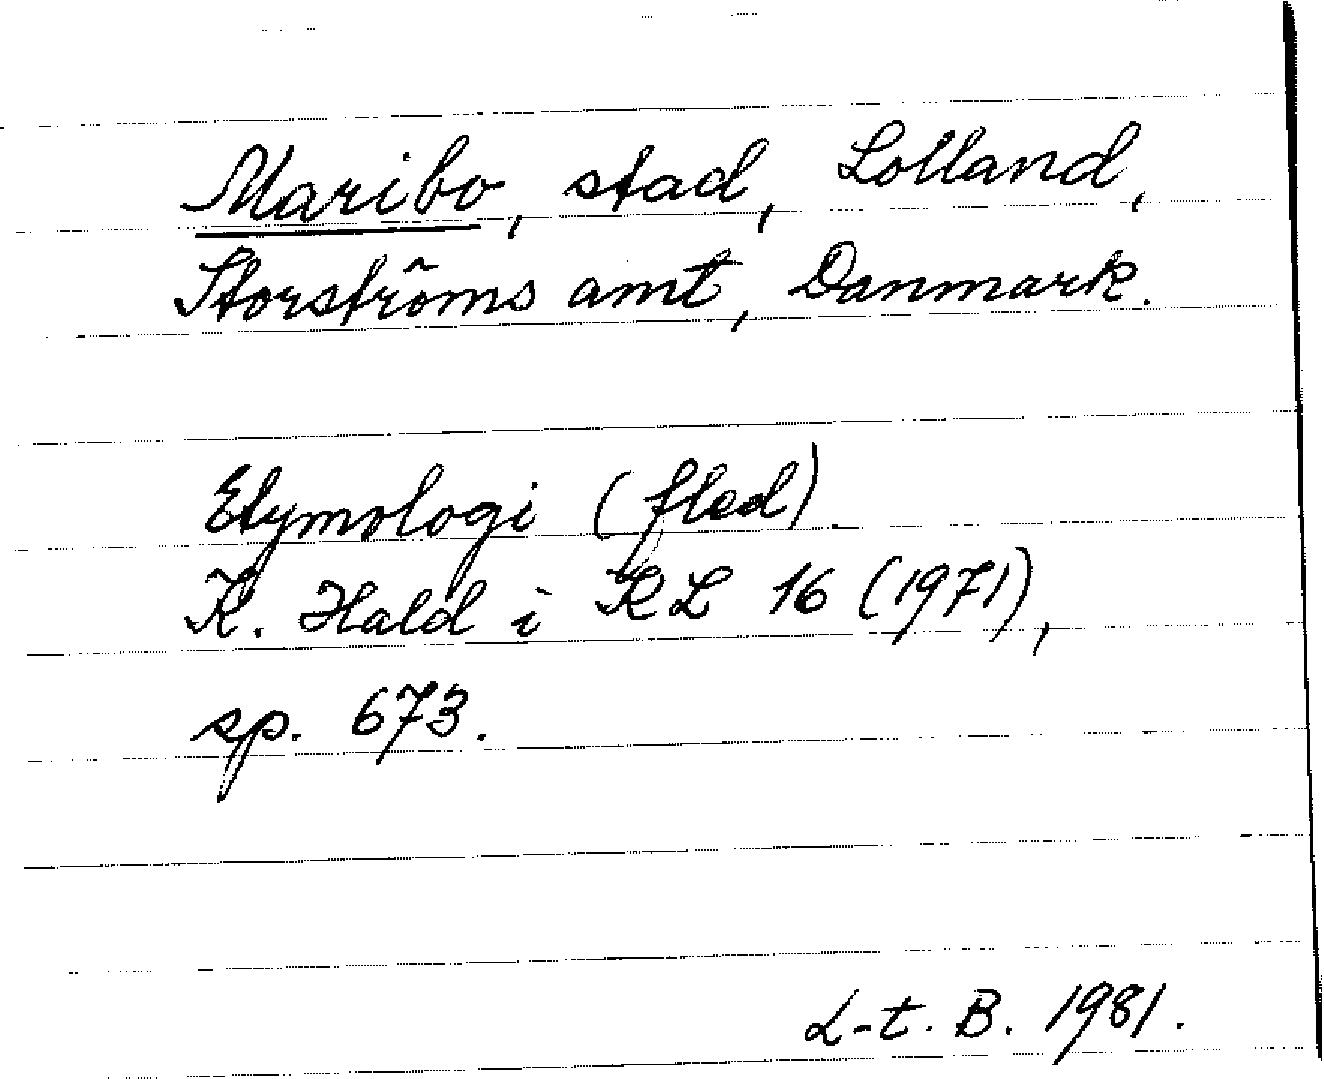 Maribo, stad, Lolland,
Storströms amt, Danmark.
Etymologi (fled)
K. Hald i KL 16 (1971),
sp. 673.
L-t. B. 1981.